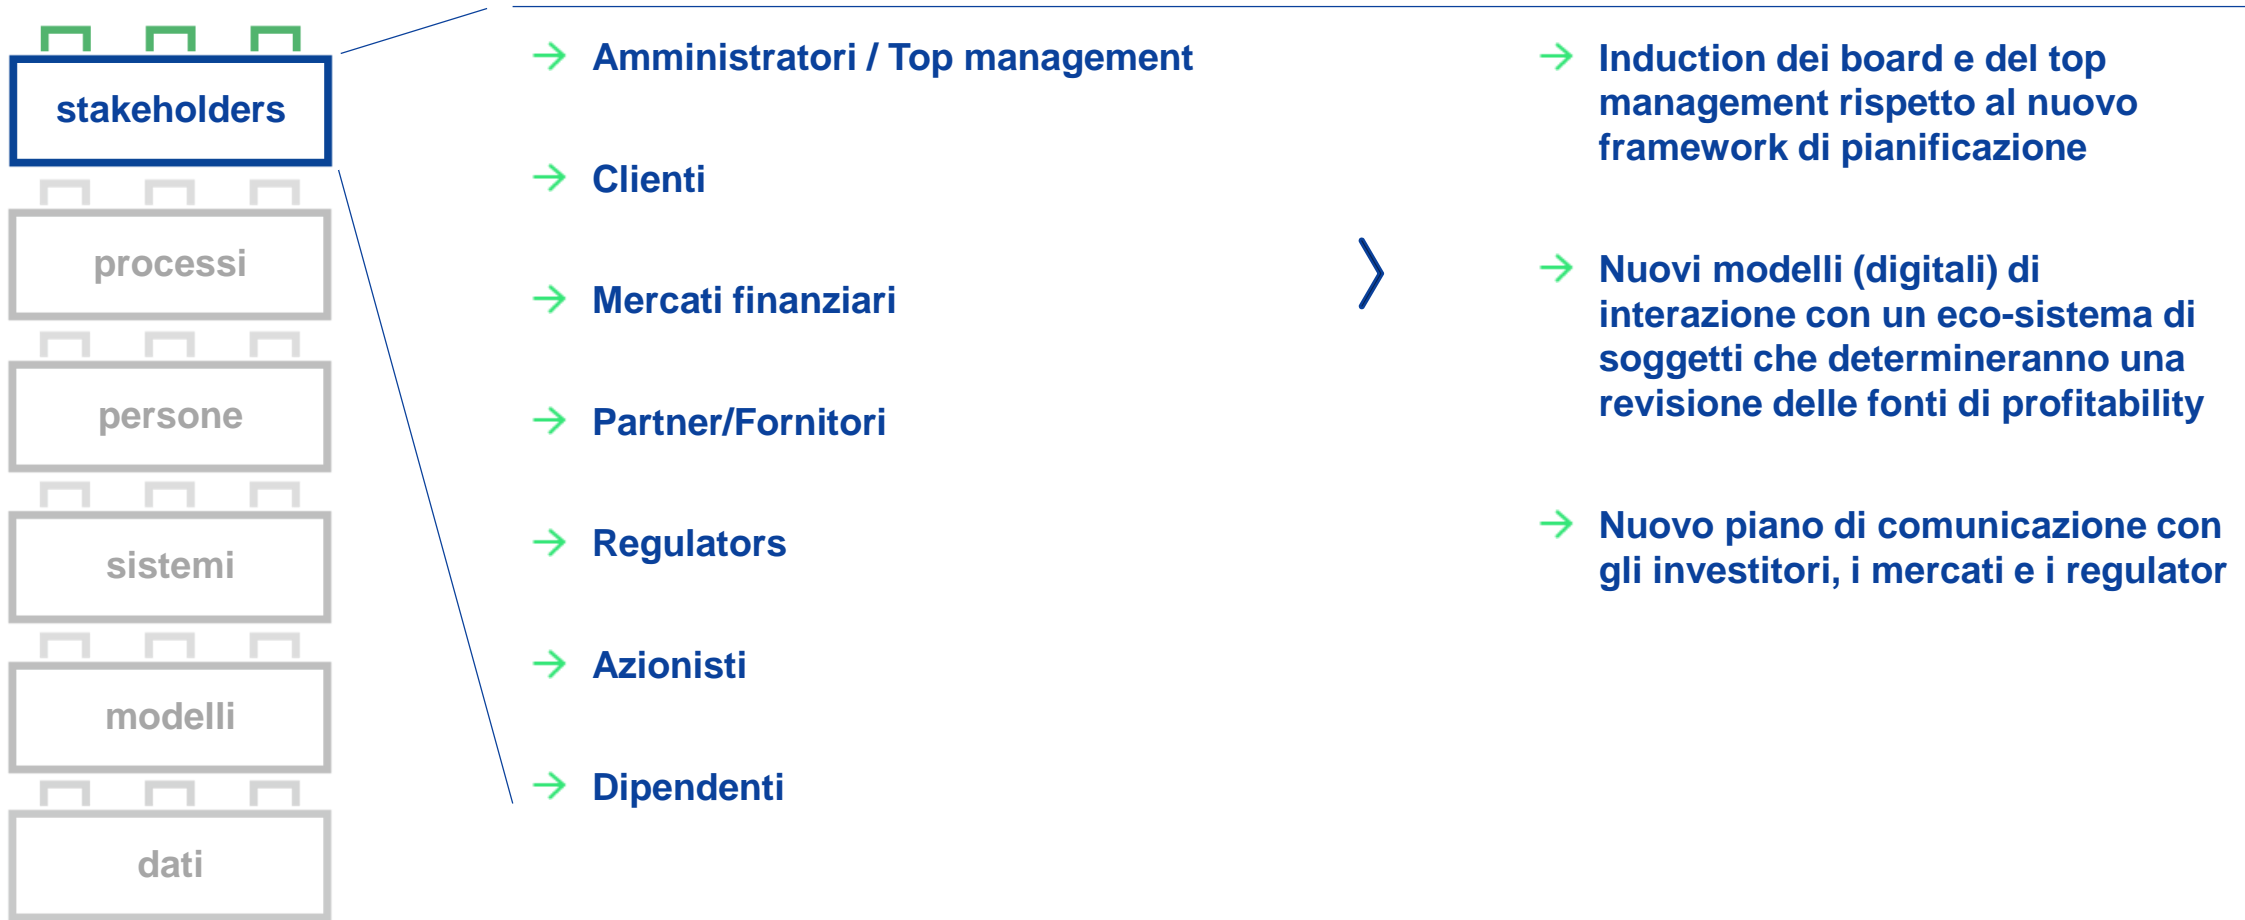 stakeholders
processi
persone
sistemi
modelli
dati
Amministratori / Top management
Clienti
Mercati finanziari
Partner/Fornitori
Regulators
Azionisti
Dipendenti
Induction dei board e del top
management rispetto al nuovo
framework di pianificazione
Nuovi modelli (digitali) di
interazione con un eco-sistema di
soggetti che determineranno una
revisione delle fonti di profitability
Nuovo piano di comunicazione con
gli investitori, i mercati e i regulator